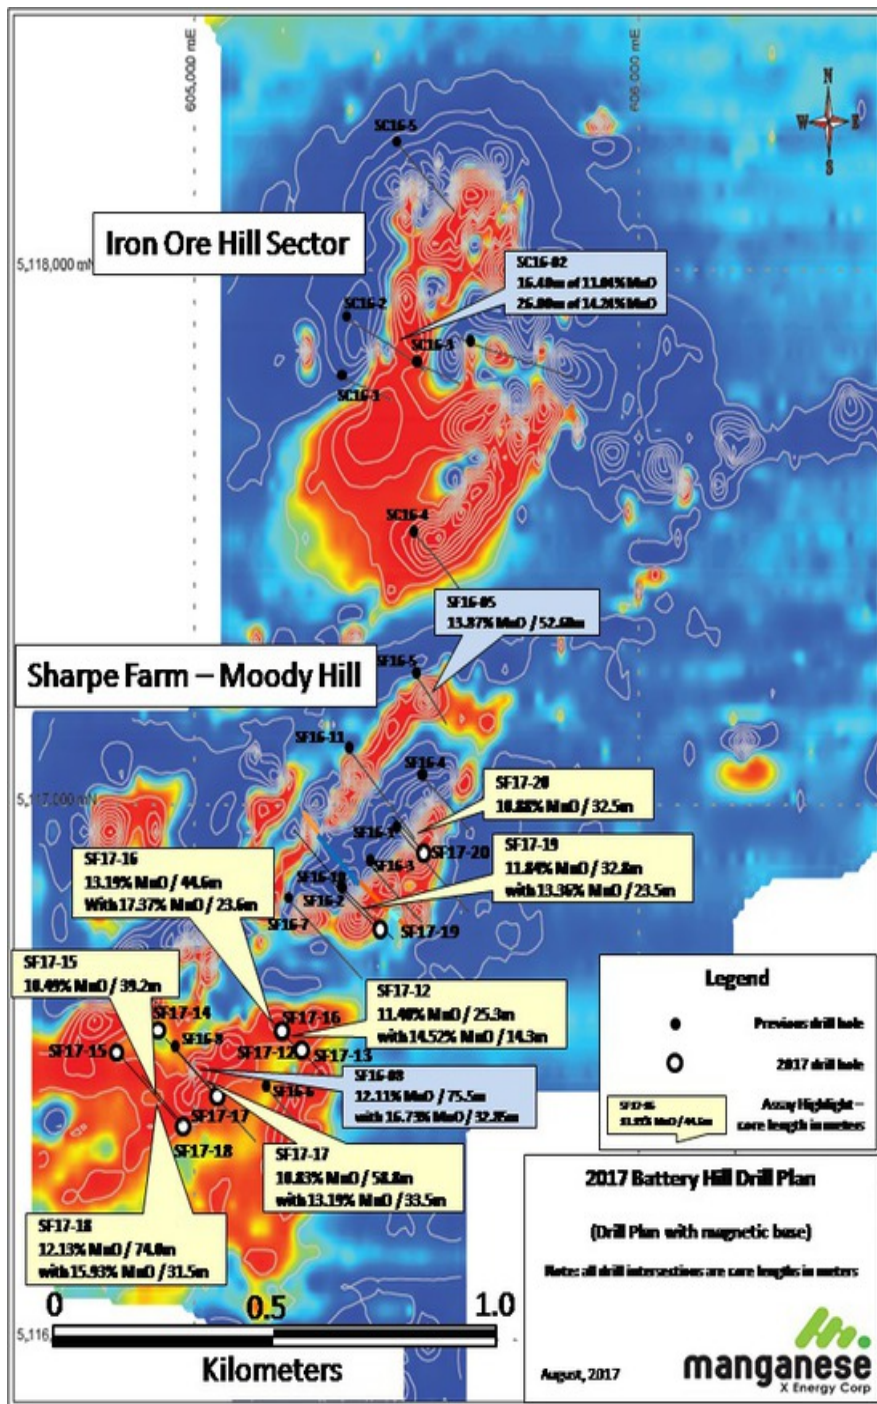 605,000 mE
606,000 mE
N
W E
S
SC16-5
Iron Ore Hill Sector
5,118,000 mN
SC16-02
16.40m of 11.04% MnO
26.00m of 14.24% MnO
SC16-2
SC16-3
SC16-1
SC16-4
SF16-05
13.87% MnO / 52.60m
Sharpe Farm – Moody Hill
SF16-5
SF16-11
SF16-4
5,117,000 mN
SF17-20
10.88% MnO / 32.5m
SF17-20
SF17-19
11.84% MnO / 32.8m
with 13.36% MnO / 23.5m
SF17-16
13.19% MnO / 44.6m
With 17.37% MnO / 23.6m
SF16-3
SF16-10
SF16-2
SF16-7
SF17-19
SF17-15
10.49% MnO / 39.2m
SF17-12
11.40% MnO / 25.3m
with 14.52% MnO / 14.3m
SF17-14
SF17-16
SF16-8
SF17-15
SF17-12
SF17-13
SF16-08
12.11% MnO / 75.5m
with 16.73% MnO / 32.85m
SF16-6
SF17-17
SF17-18
SF17-17
10.83% MnO / 58.8m
with 13.19% MnO / 33.5m
SF17-18
12.13% MnO / 74.0m
with 15.93% MnO / 31.5m
Legend
Previous drill hole
2017 drill hole
Assay Highlight –
core length in meters
2017 Battery Hill Drill Plan
(Drill Plan with magnetic base)
Note: all drill intersections are core lengths in meters
0 0.5 1.0
Kilometers
5,116,
August, 2017
manganese
X Energy Corp